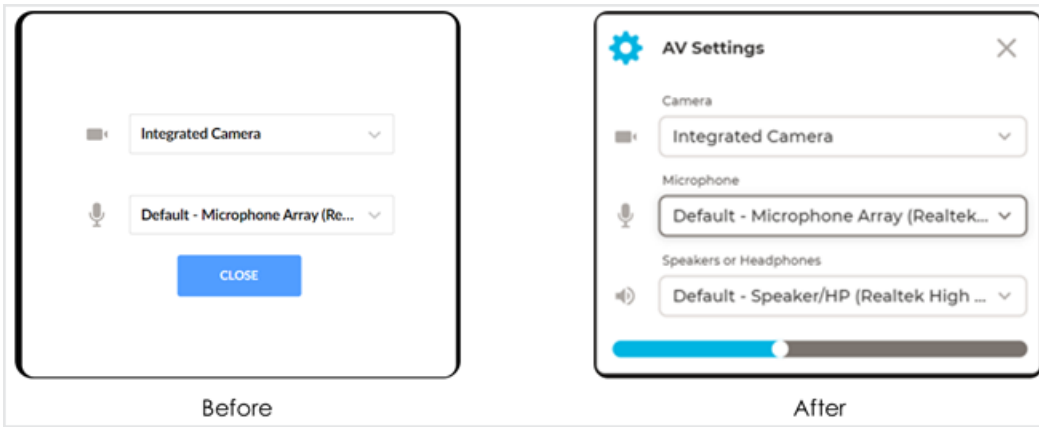 Integrated Camera
Default - Microphone Array (Re...
CLOSE
Before
AV Settings
Camera
Integrated Camera
Microphone
Default - Microphone Array (Realtek...
Speakers or Headphones
Default - Speaker/HP (Realtek High ...
After